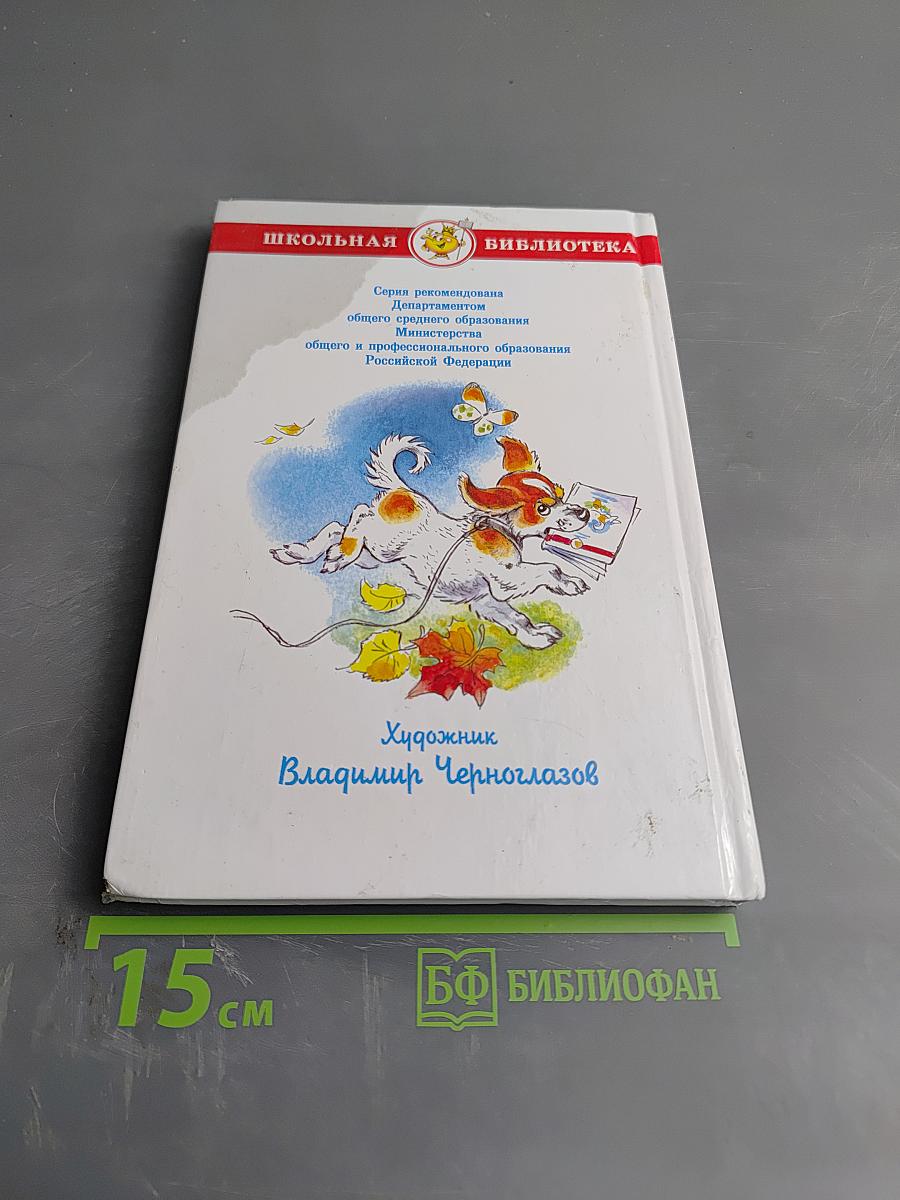 ШКОЛЬНАЯ БИБЛИОТЕКА
Серия рекомендована
Департаментом
общего среднего образования
Министерства
общего и профессионального образования
Российской Федерации
Художник
Владимир Черноглазов
15 см
БФ БИБЛИОФАН